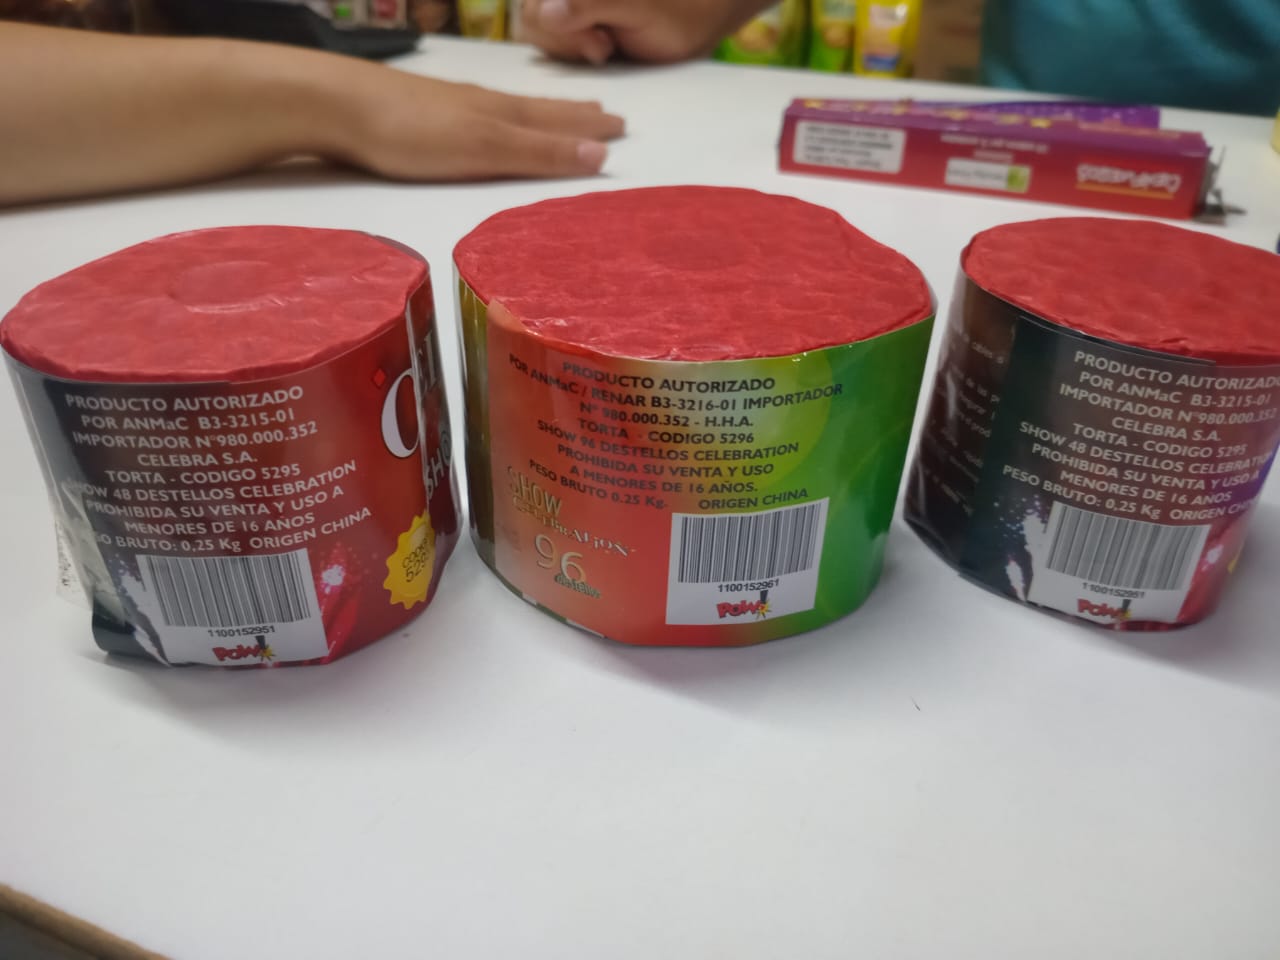 PRODUCTO AUTORIZADO
POR ANMaC B3-3215-01
IMPORTADOR N°980.000.352
CELEBRA S.A.
TORTA - CODIGO 5295
SHOW 48 DESTELLOS CELEBRATION
PROHIBIDA SU VENTA Y USO A
MENORES DE 16 AÑOS
PESO BRUTO: 0,25 Kg ORIGEN CHINA
1100152951
POW!
PRODUCTO AUTORIZADO
POR ANMaC / RENAR B3-3216-01 IMPORTADOR
N° 980.000.352 - H.H.A.
TORTA - CODIGO 5296
SHOW 96 DESTELLOS CELEBRATION
PROHIBIDA SU VENTA Y USO
A MENORES DE 16 AÑOS.
PESO BRUTO 0.25 Kg- ORIGEN CHINA
SHOW
CELEBRATION
96
destellos
1100152961
POW!
PRODUCTO AUTORIZADO
POR ANMaC B3-3215-01
IMPORTADOR N°980.000.352
CELEBRA S.A.
TORTA - CODIGO 5295
SHOW 48 DESTELLOS CELEBRATION
PROHIBIDA SU VENTA Y USO A
MENORES DE 16 AÑOS
PESO BRUTO: 0,25 Kg ORIGEN CHINA
1100152951
POW!